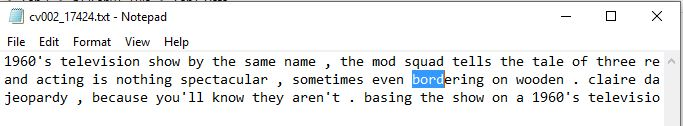 cv002_17424.txt - Notepad
File Edit Format View Help
1960's television show by the same name , the mod squad tells the tale of three re
and acting is nothing spectacular , sometimes even bordering on wooden . claire da
jeopardy , because you'll know they aren't . basing the show on a 1960's televisio